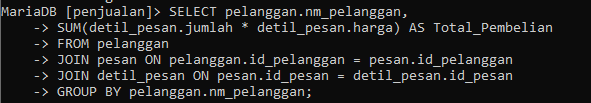 MariaDB [penjualan]> SELECT pelanggan.nm_pelanggan,
    -> SUM(detil_pesan.jumlah * detil_pesan.harga) AS Total_Pembelian
    -> FROM pelanggan
    -> JOIN pesan ON pelanggan.id_pelanggan = pesan.id_pelanggan
    -> JOIN detil_pesan ON pesan.id_pesan = detil_pesan.id_pesan
    -> GROUP BY pelanggan.nm_pelanggan;